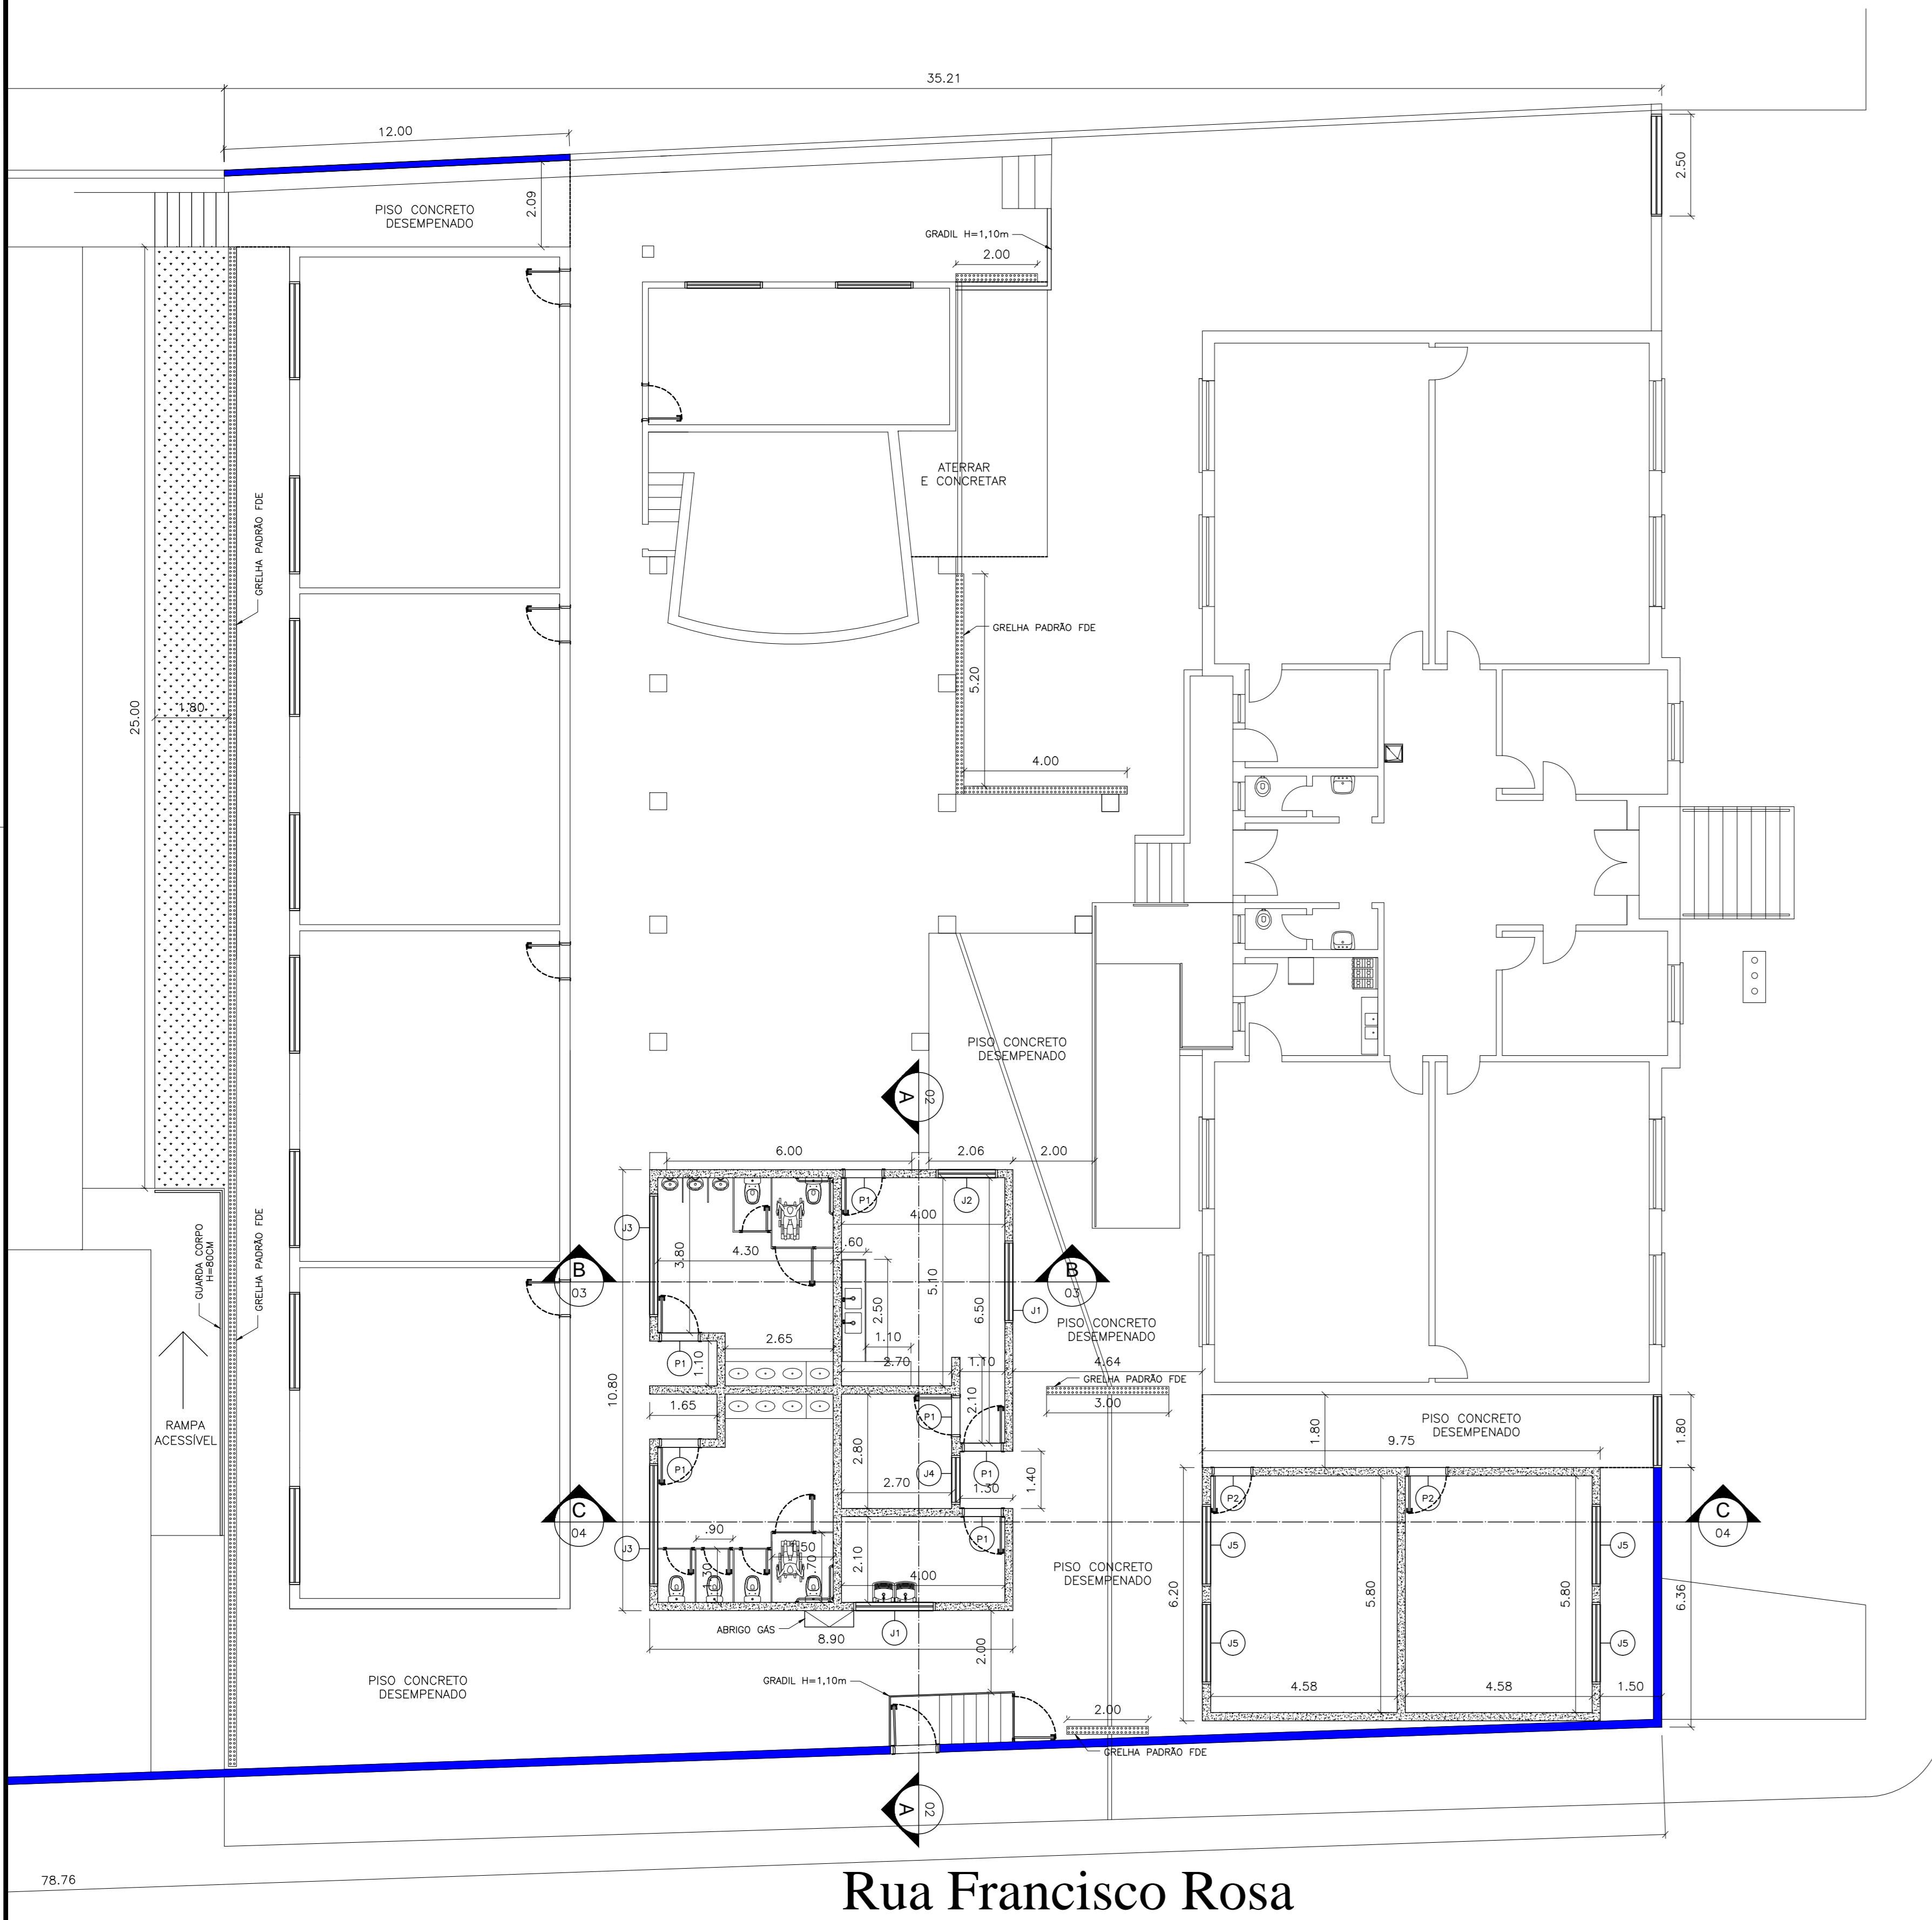 35.21
12.00
2.50
2.09
PISO CONCRETO
DESEMPENADO
GRADIL H=1,10m
2.00
ATERRAR
E CONCRETAR
GRELHA PADRÃO FDE
GRELHA PADRÃO FDE
5.20
25.00
1.80
4.00
PISO CONCRETO
DESEMPENADO
A
02
6.00
2.06
2.00
P1
J2
J3
4.00
.60
3.80
4.30
GUARDA CORPO
H=80CM
GRELHA PADRÃO FDE
B
03
B
03
5.10
6.50
2.50
J1
PISO CONCRETO
DESEMPENADO
2.65
1.10
P1
1.10
2.70
1.10
4.64
GRELHA PADRÃO FDE
3.00
10.80
2.10
1.65
P1
RAMPA
ACESSÍVEL
1.80
PISO CONCRETO
DESEMPENADO
1.80
9.75
2.80
P1
J4
P1
2.70
1.30
1.40
P2
P2
C
04
C
04
.90
P1
J3
1.50
J5
J5
2.10
PISO CONCRETO
DESEMPENADO
4.00
6.20
5.80
5.80
6.36
ABRIGO GÁS
J1
8.90
J5
J5
2.00
PISO CONCRETO
DESEMPENADO
GRADIL H=1,10m
4.58
4.58
1.50
2.00
GRELHA PADRÃO FDE
A
02
78.76
Rua Francisco Rosa